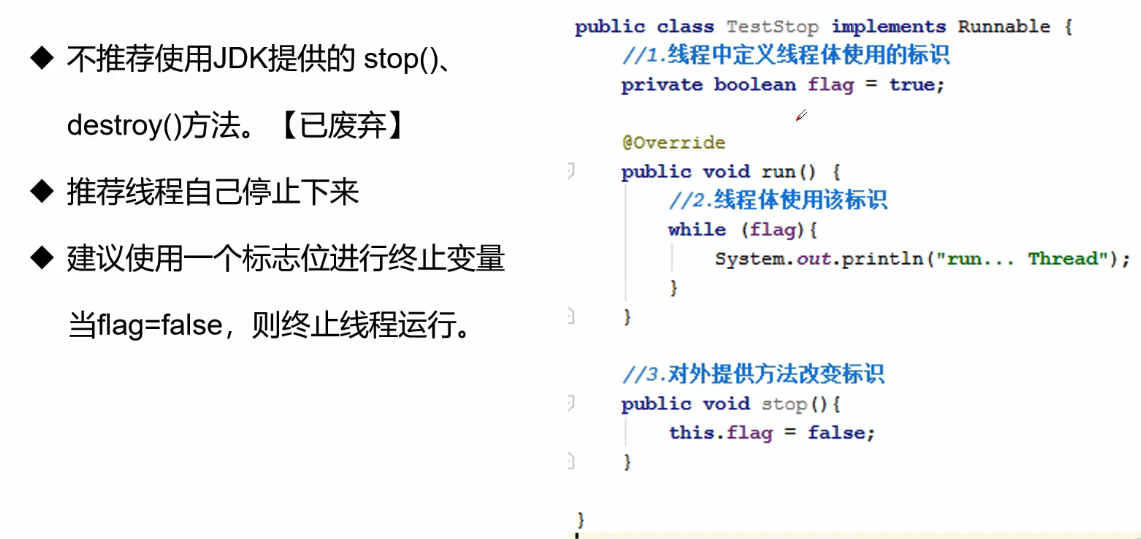 ◆ 不推荐使用JDK提供的 stop()、
destroy()方法。【已废弃】
◆ 推荐线程自己停止下来
◆ 建议使用一个标志位进行终止变量
当flag=false，则终止线程运行。
public class TestStop implements Runnable {
//1.线程中定义线程体使用的标识
private boolean flag = true;
@Override
public void run() {
//2.线程体使用该标识
while (flag){
System.out.println("run... Thread");
}
}
//3.对外提供方法改变标识
public void stop(){
this.flag = false;
}
}